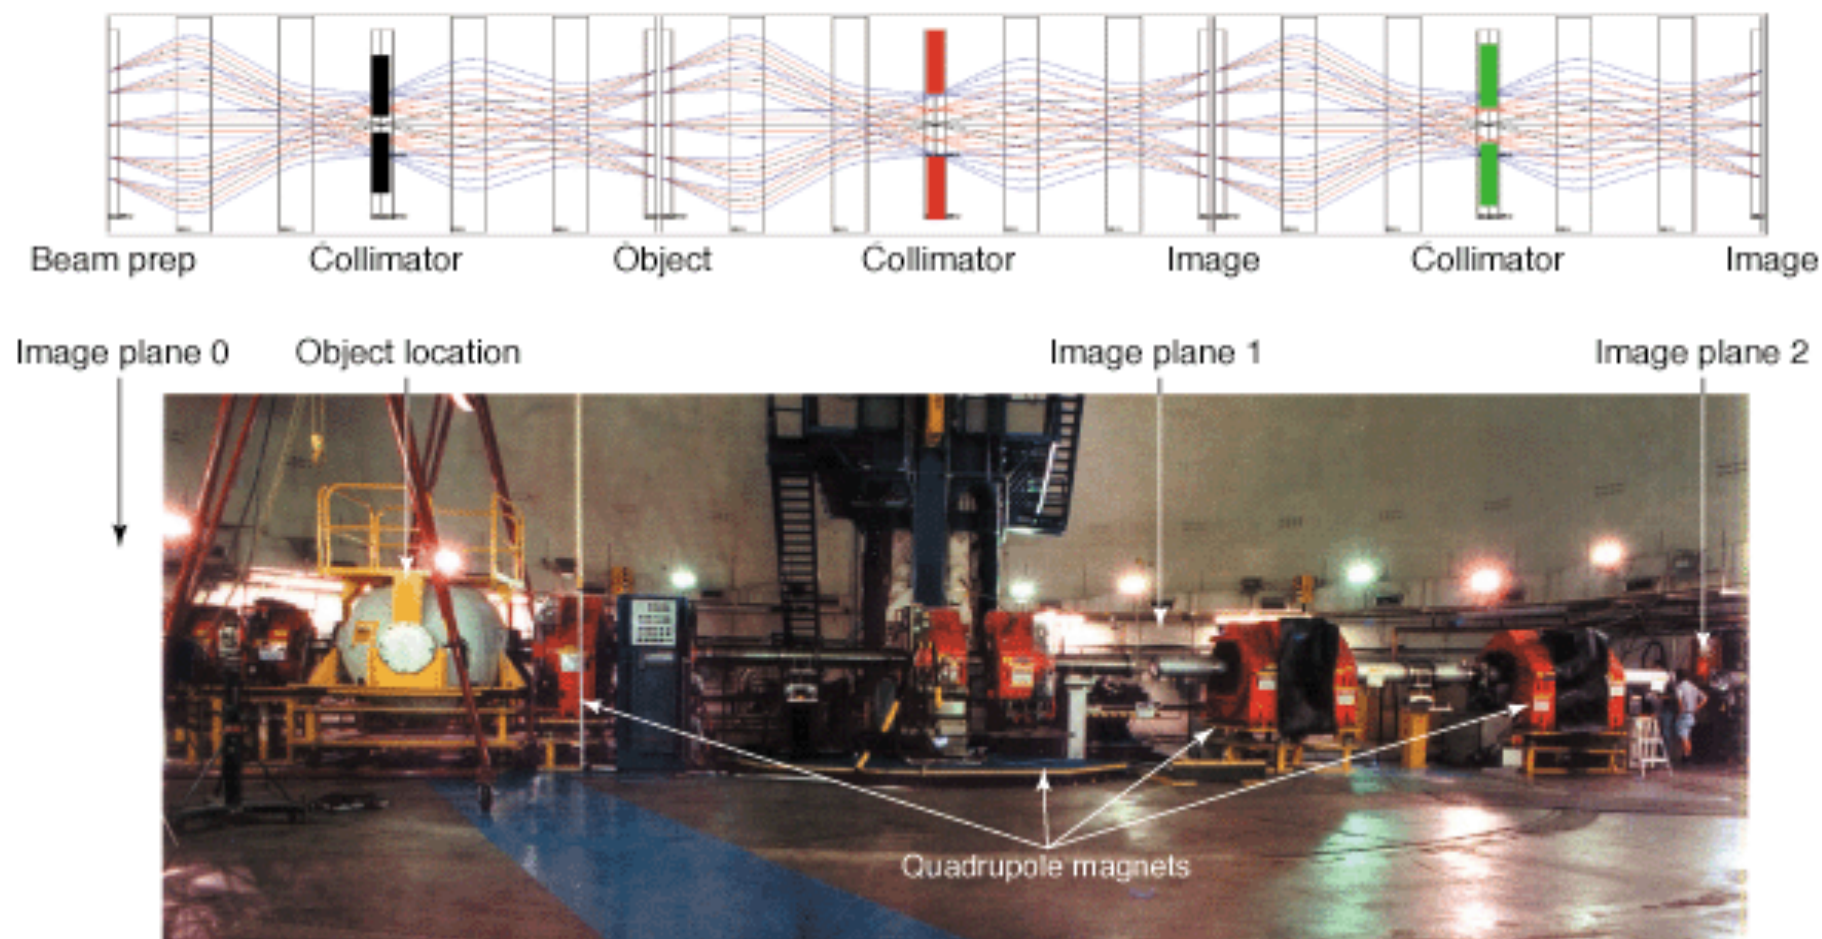 Beam prep
Collimator
Object
Collimator
Image
Collimator
Image
Image plane 0
Object location
Image plane 1
Image plane 2
Quadrupole magnets